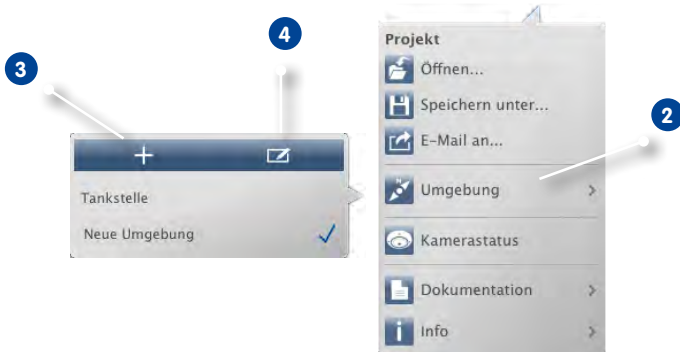 4
3
Projekt
Öffnen...
Speichern unter...
2
E-Mail an...
Tankstelle
Umgebung
Neue Umgebung
Kamerastatus
Dokumentation
Info